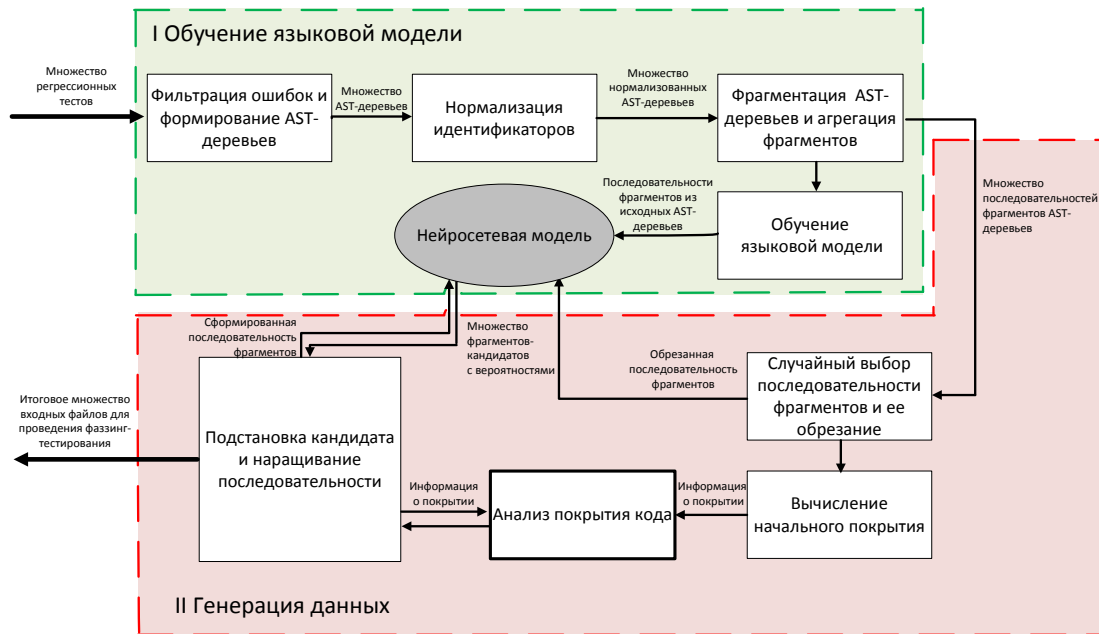 I Обучение языковой модели
Множество
регрессионных
тестов
Фильтрация ошибок и
формирование AST-
деревьев
Множество
AST-деревьев
Нормализация
идентификаторов
Множество
нормализованных
AST-деревьев
Фрагментация AST-
деревьев и агрегация
фрагментов
Множество
последовательностей
фрагментов AST-
деревьев
Обучение
языковой модели
Последовательности
фрагментов из
исходных AST-
деревьев
Нейросетевая модель
Сформированная
последовательность
фрагментов
Множество
фрагментов-
кандидатов
с вероятностями
Обрезанная
последовательность
фрагментов
Случайный выбор
последовательности
фрагментов и ее
обрезание
Итоговое множество
входных файлов для
проведения фаззинг-
тестирования
Подстановка кандидата
и наращивание
последовательности
Информация
о покрытии
Анализ покрытия кода
Информация
о покрытии
Вычисление
начального покрытия
II Генерация данных